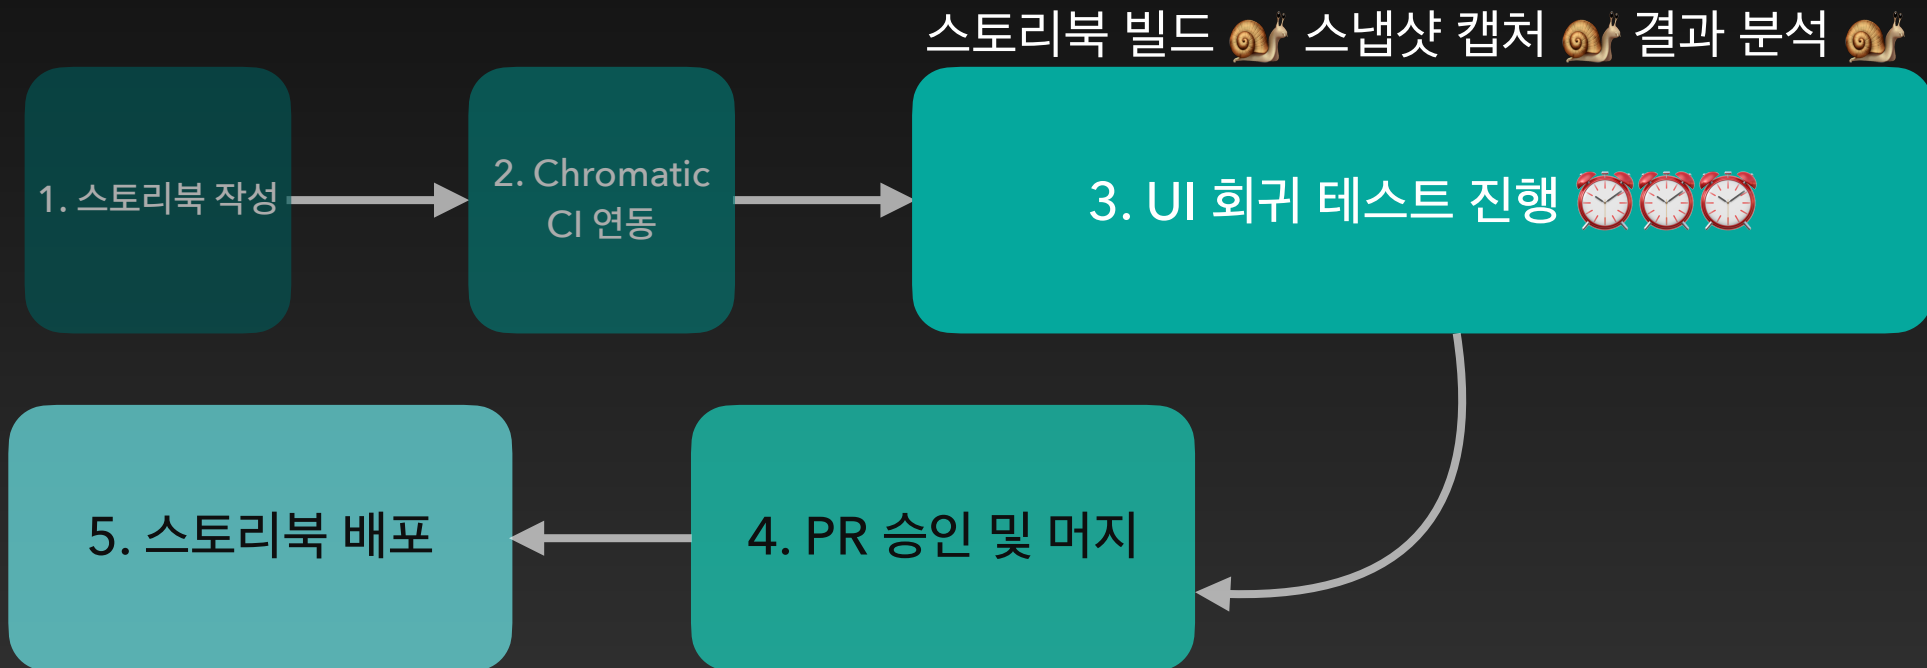 스토리북 빌드 🐌 스냅샷 캡처 🐌 결과 분석 🐌
1. 스토리북 작성
2. Chromatic
CI 연동
3. UI 회귀 테스트 진행 ⏰⏰⏰
4. PR 승인 및 머지
5. 스토리북 배포